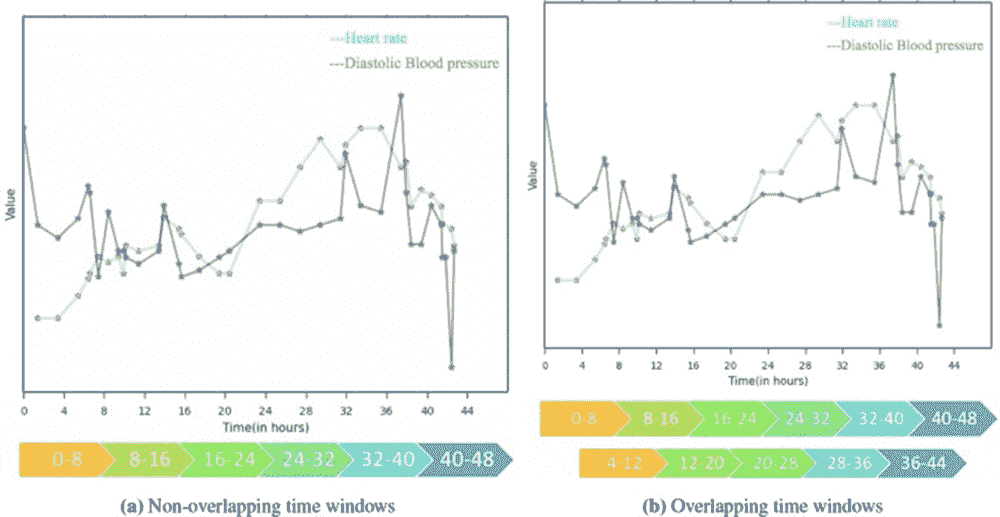 Heart rate
Diastolic Blood pressure
Value
0 4 8 12 16 20 24 28 32 36 40 44
Time(in hours)
0-8 8-16 16-24 24-32 32-40 40-48
(a) Non-overlapping time windows
Heart rate
Diastolic Blood pressure
Value
0 4 8 12 16 20 24 28 32 36 40 44
Time(in hours)
0-8 8-16 16-24 24-32 32-40 40-48
4-12 12-20 20-28 28-36 36-44
(b) Overlapping time windows